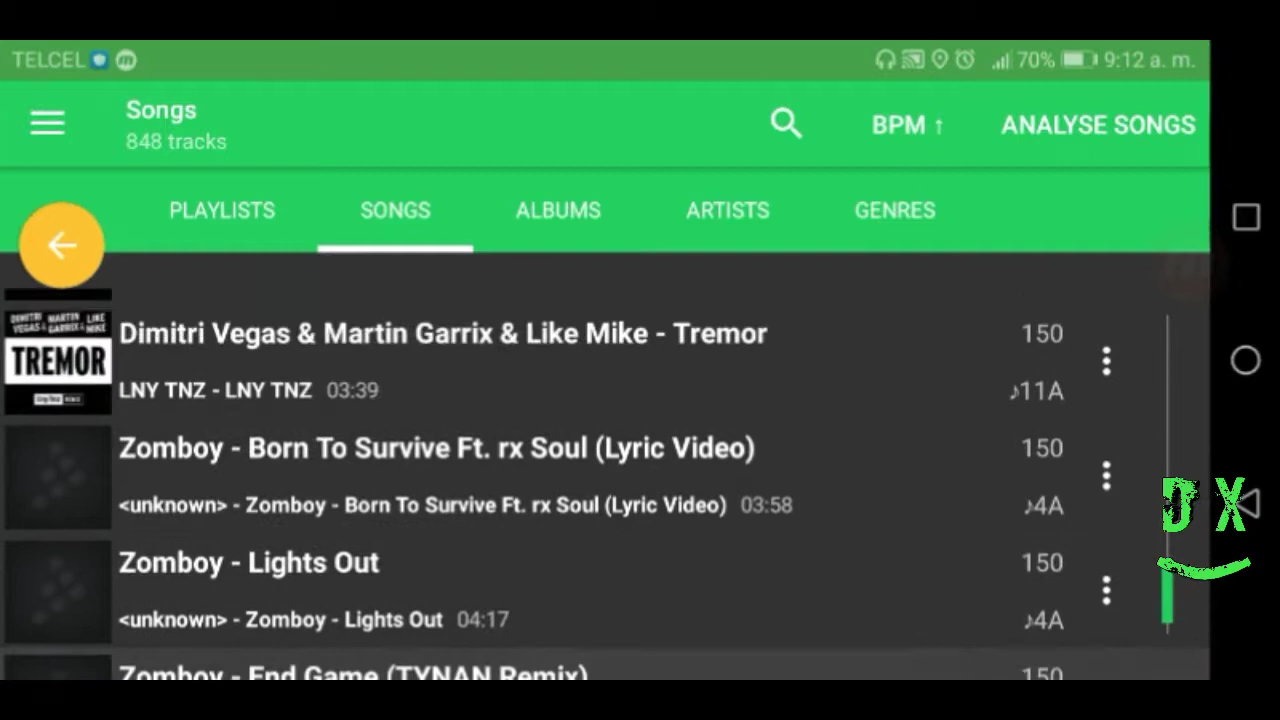 TELCEL 70% 9:12 a. m.
Songs
848 tracks
BPM ↑ ANALYSE SONGS
PLAYLISTS SONGS ALBUMS ARTISTS GENRES
DIMITRI VEGAS & MARTIN GARRIX & LIKE MIKE
TREMOR
Dimitri Vegas & Martin Garrix & Like Mike - Tremor 150
LNY TNZ - LNY TNZ 03:39 ♪11A
Zomboy - Born To Survive Ft. rx Soul (Lyric Video) 150
<unknown> - Zomboy - Born To Survive Ft. rx Soul (Lyric Video) 03:58 ♪4A
Zomboy - Lights Out 150
<unknown> - Zomboy - Lights Out 04:17 ♪4A
Zomboy - End Game (TYNAN Remix) 150
DX